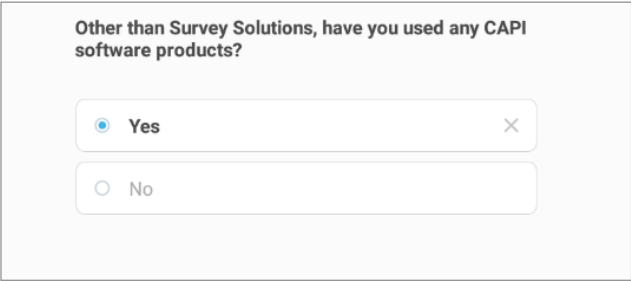 Other than Survey Solutions, have you used any CAPI
software products?
Yes
No